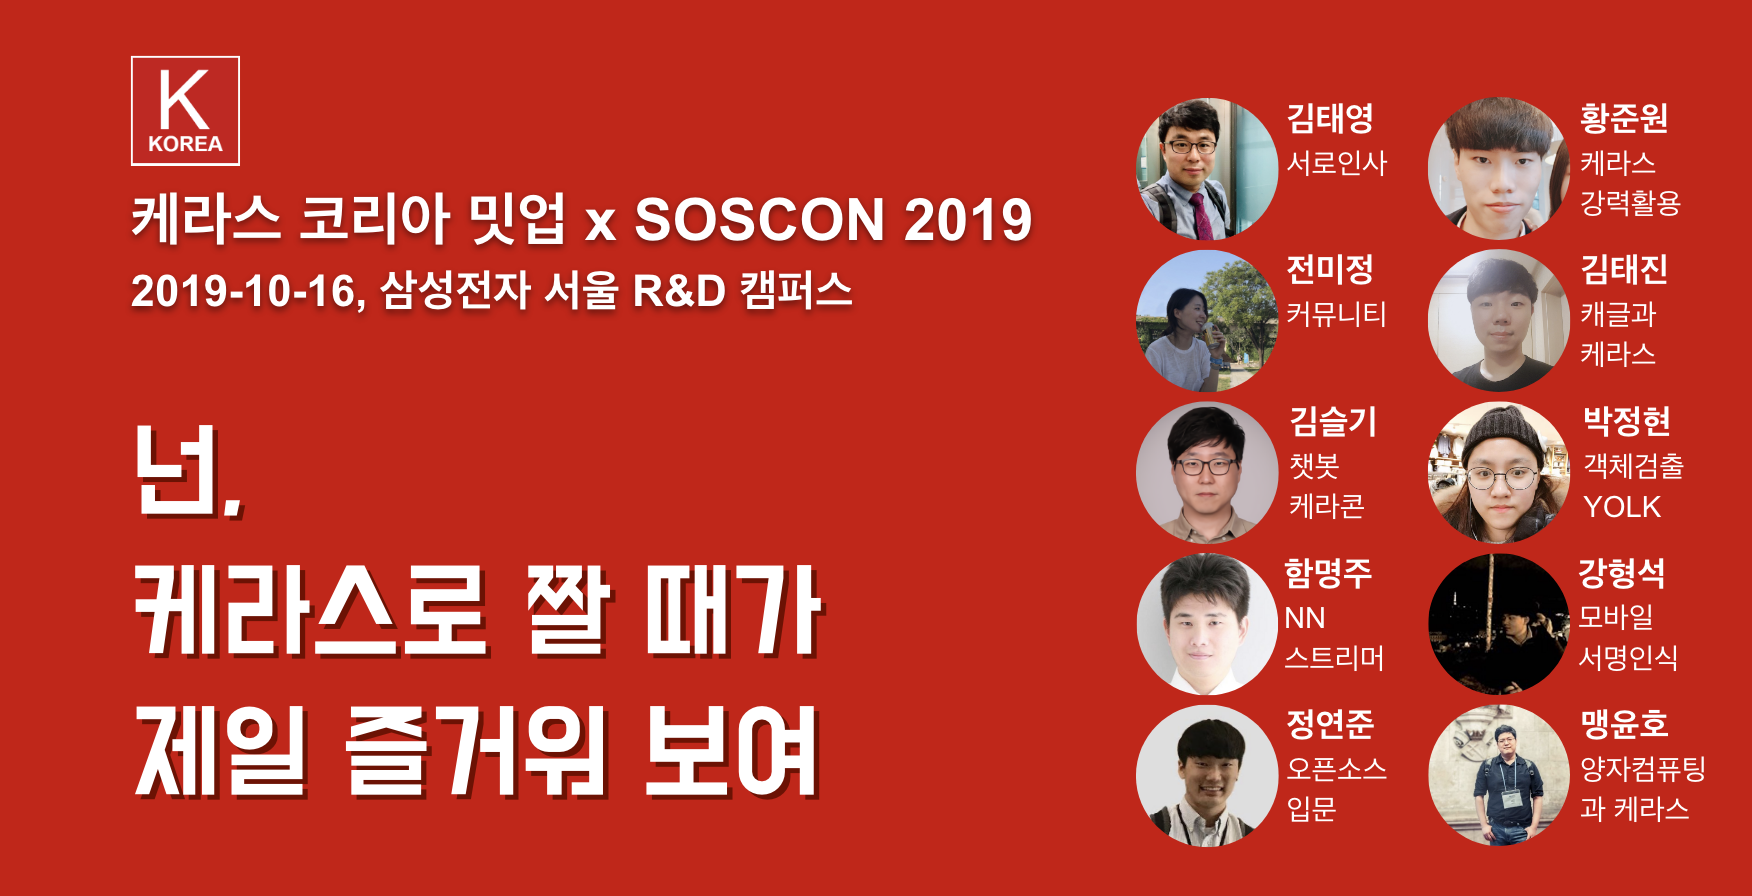 K
KOREA
케라스 코리아 밋업 x SOSCON 2019
2019-10-16, 삼성전자 서울 R&D 캠퍼스
넌,
케라스로 짤 때가
제일 즐거워 보여
김태영
서로인사
황준원
케라스
강력활용
전미정
커뮤니티
김태진
캐글과
케라스
김슬기
챗봇
케라콘
박정현
객체검출
YOLK
함명주
NN
스트리머
강형석
모바일
서명인식
정연준
오픈소스
입문
맹윤호
양자컴퓨팅
과 케라스